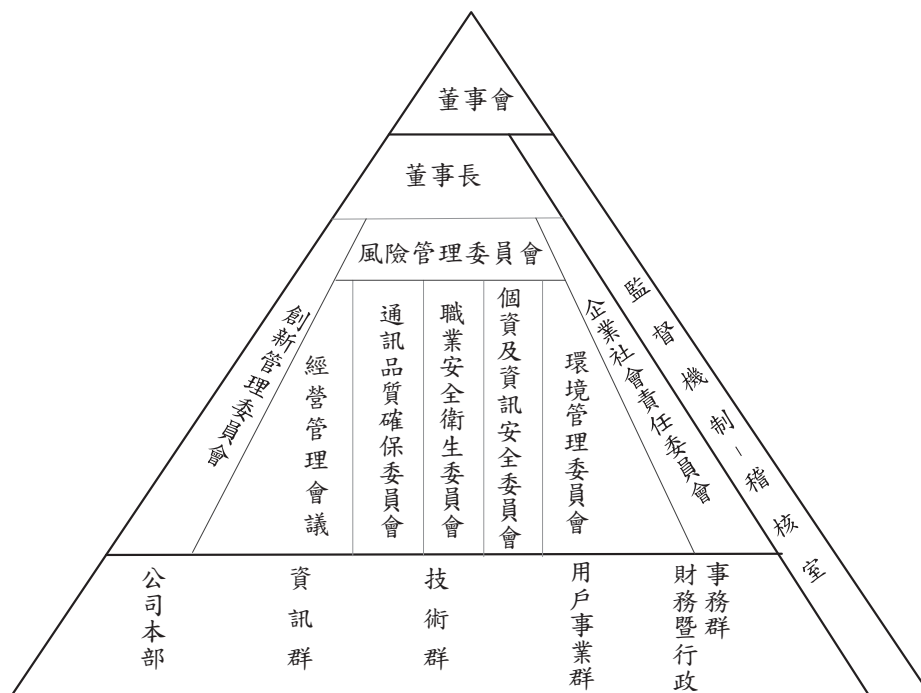 董事會
董事長
風險管理委員會
創新管理委員會
經營管理會議
通訊品質確保委員會
職業安全衛生委員會
個資及資訊安全委員會
環境管理委員會
企業社會責任委員會
監督機制-稽核室
公司本部
資訊群
技術群
用戶事業群
財務暨行政
事務群